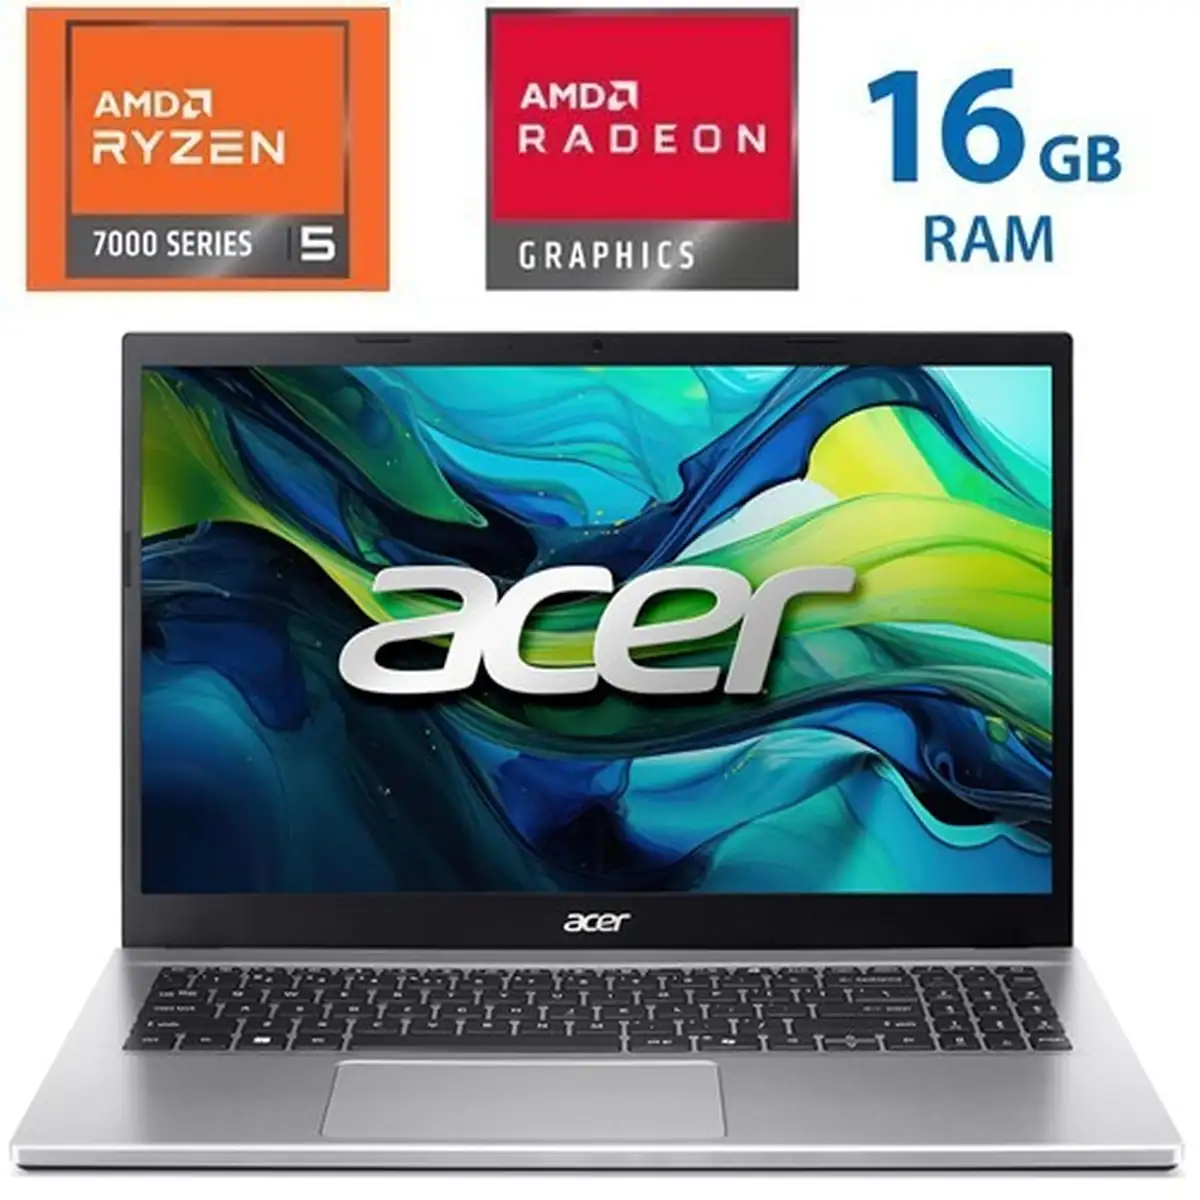 AMD
RYZEN
7000 SERIES 5
AMD
RADEON
GRAPHICS
16 GB
RAM
acer
acer